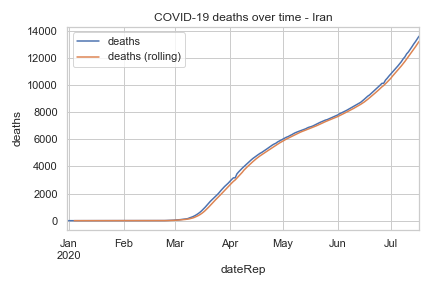 COVID-19 deaths over time - Iran
deaths
deaths (rolling)
14000
12000
10000
8000
6000
4000
2000
0
deaths
Jan Feb Mar Apr May Jun Jul
2020
dateRep